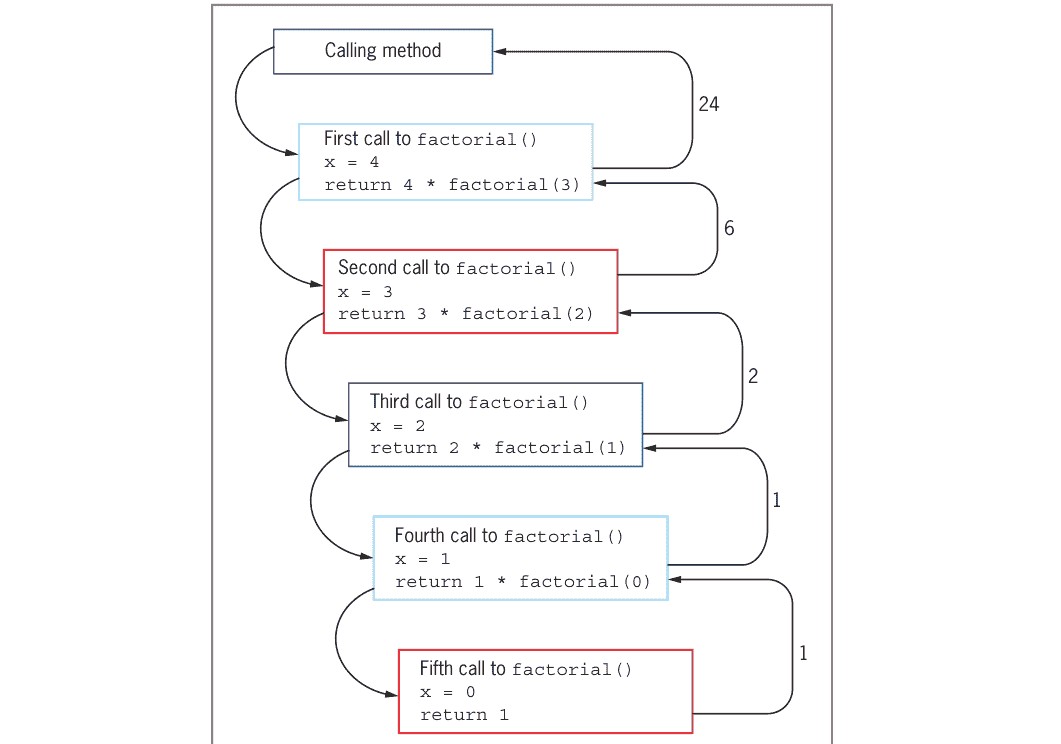 Calling method
24
First call to factorial()
x = 4
return 4 * factorial(3)
6
Second call to factorial()
x = 3
return 3 * factorial(2)
2
Third call to factorial()
x = 2
return 2 * factorial(1)
1
Fourth call to factorial()
x = 1
return 1 * factorial(0)
1
Fifth call to factorial()
x = 0
return 1